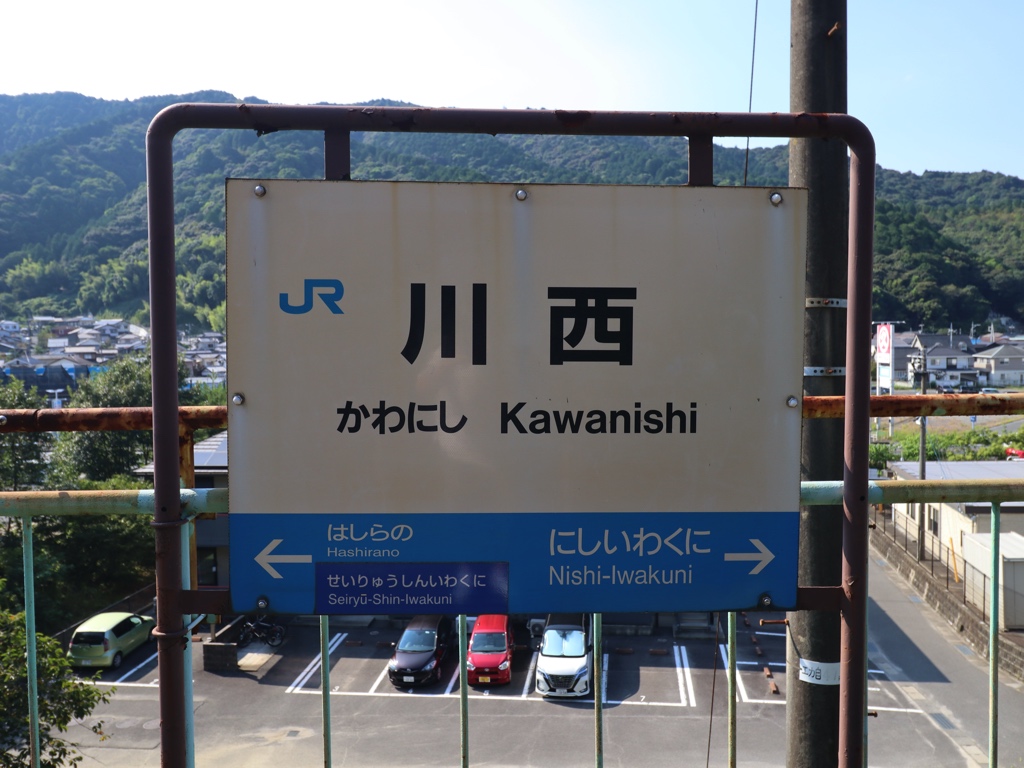 JR
川西
かわにし Kawanishi
はしらの
Hashirano
せいりゅうしんいわくに
Seiryū-Shin-Iwakuni
にしいわくに
Nishi-Iwakuni